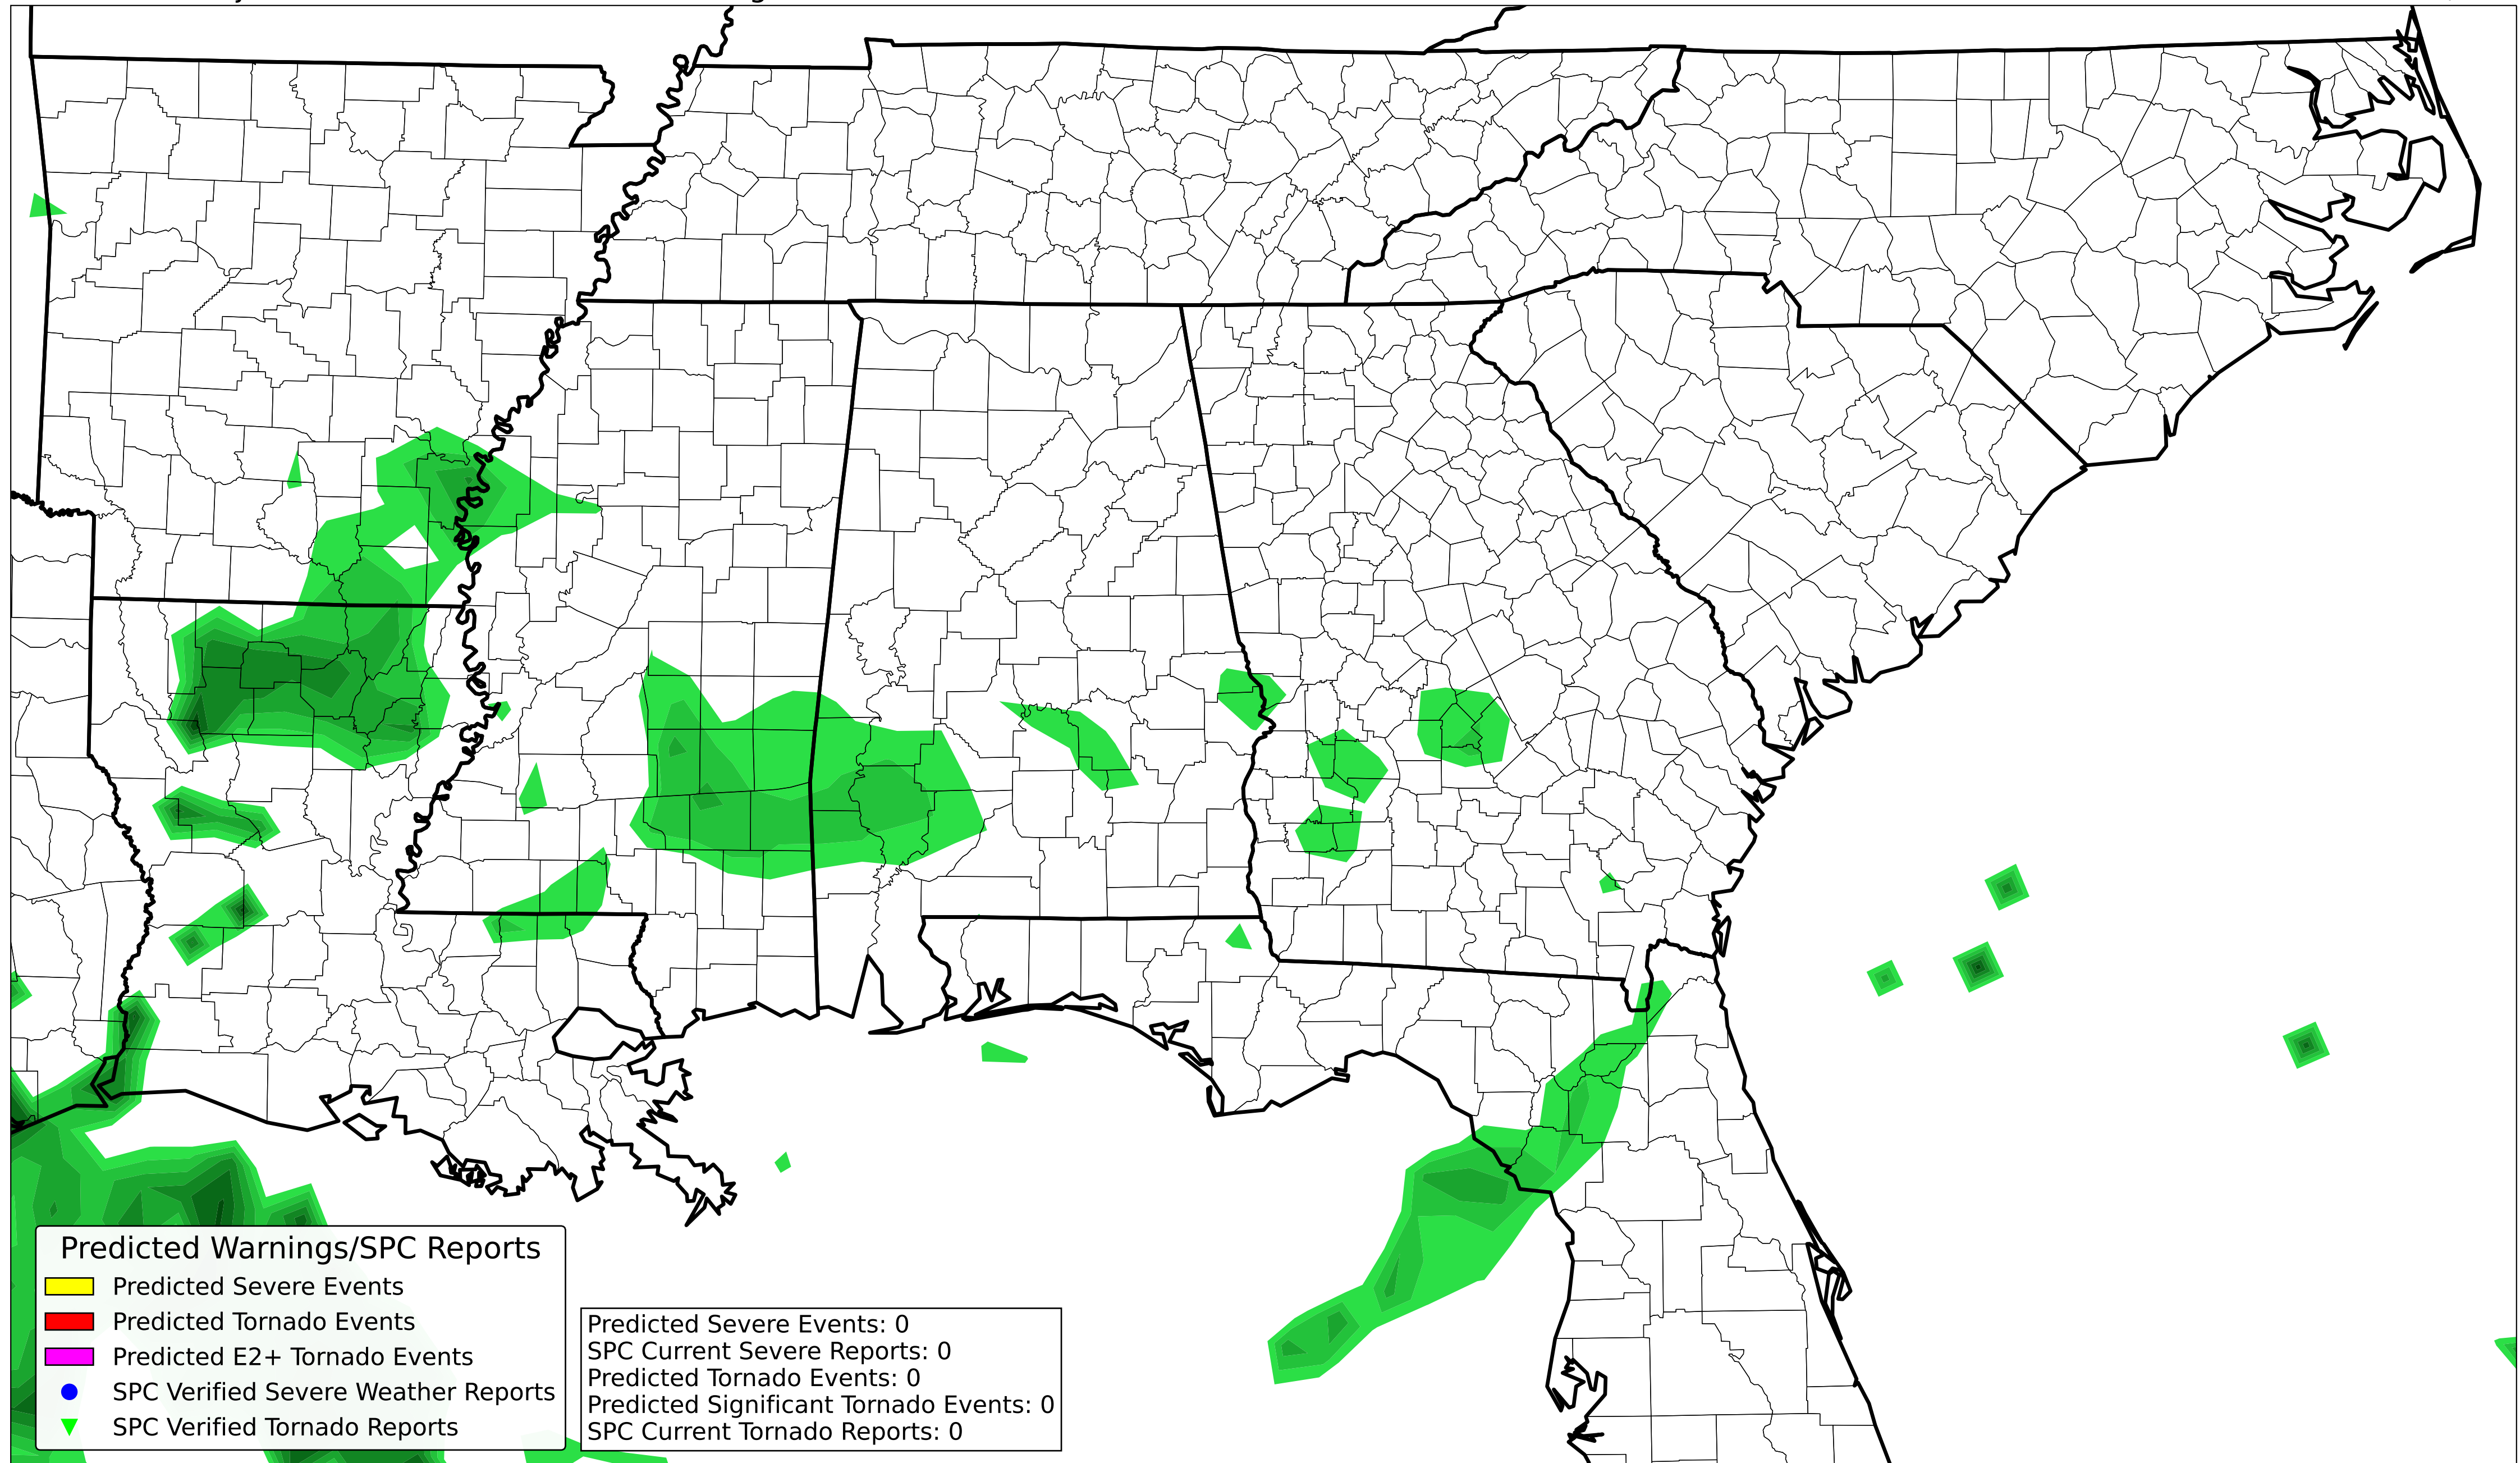 Predicted Warnings/SPC Reports
Predicted Severe Events
Predicted Tornado Events
Predicted E2+ Tornado Events
SPC Verified Severe Weather Reports
SPC Verified Tornado Reports
Predicted Severe Events: 0
SPC Current Severe Reports: 0
Predicted Tornado Events: 0
Predicted Significant Tornado Events: 0
SPC Current Tornado Reports: 0